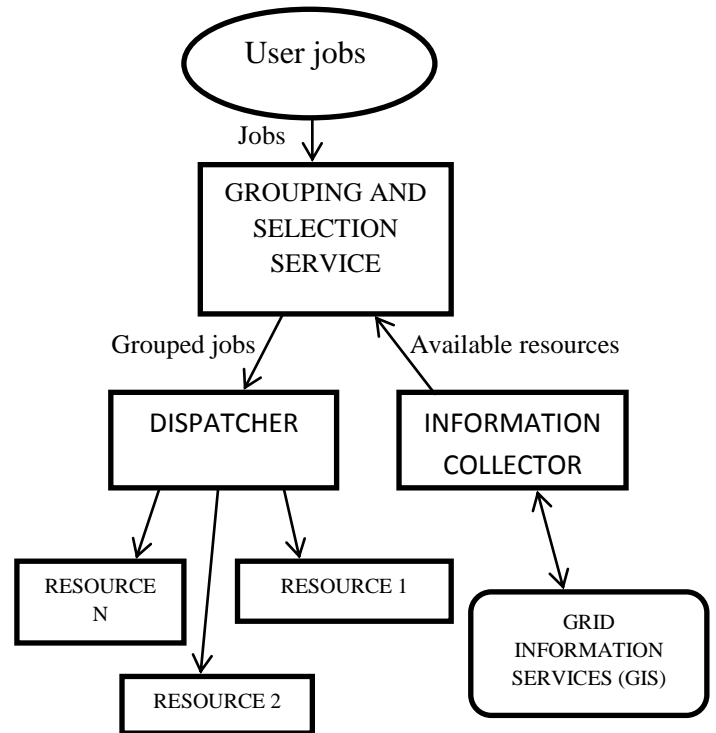 User jobs
Jobs
GROUPING AND
SELECTION
SERVICE
Grouped jobs
Available resources
DISPATCHER
INFORMATION
COLLECTOR
RESOURCE
N
RESOURCE 1
RESOURCE 2
GRID
INFORMATION
SERVICES (GIS)